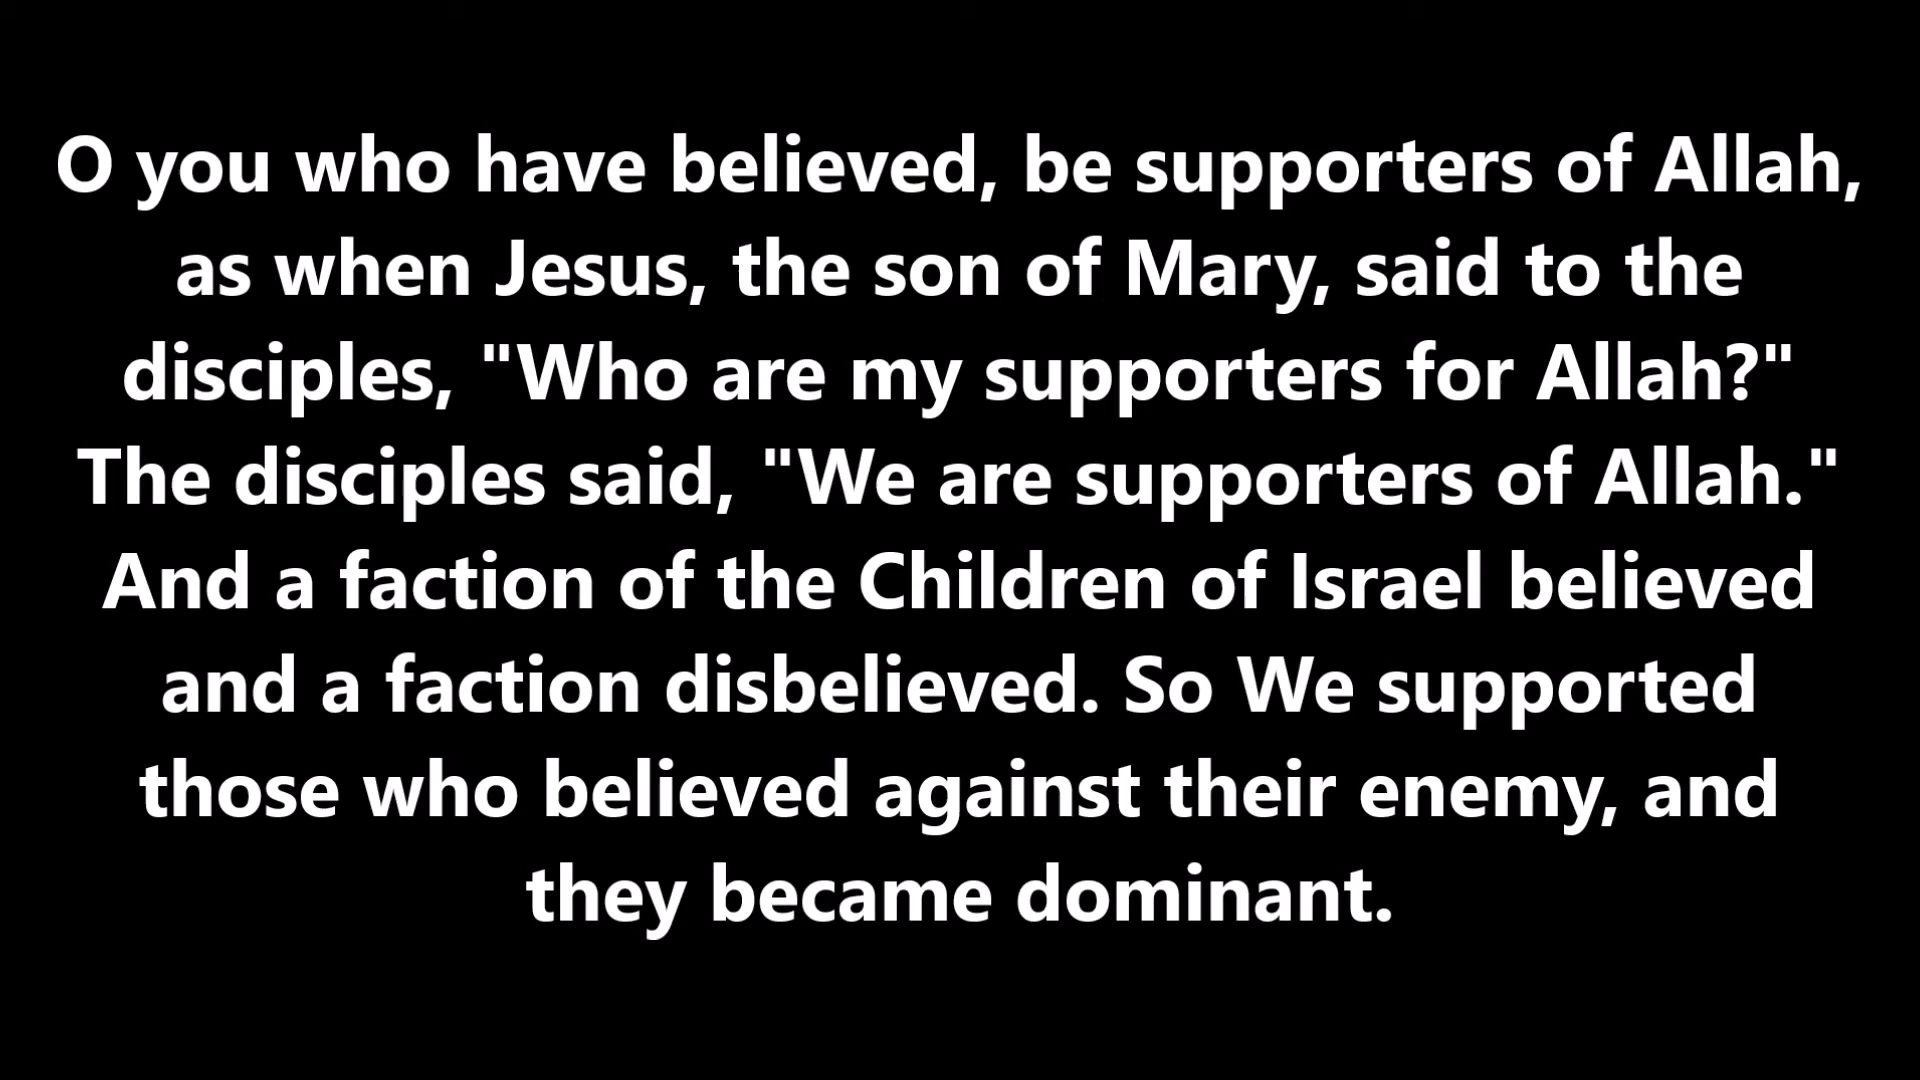 O you who have believed, be supporters of Allah,
as when Jesus, the son of Mary, said to the
disciples, "Who are my supporters for Allah?"
The disciples said, "We are supporters of Allah."
And a faction of the Children of Israel believed
and a faction disbelieved. So We supported
those who believed against their enemy, and
they became dominant.